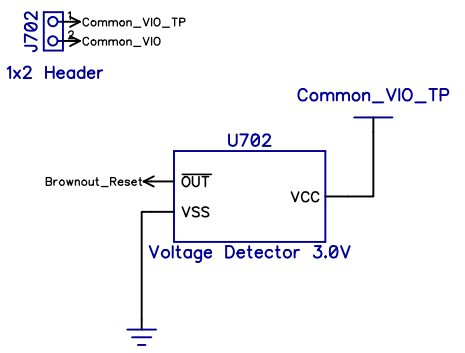 J702
1
Common_VIO_TP
2
Common_VIO
1x2 Header
Common_VIO_TP
U702
Brownout_Reset
OUT
VCC
VSS
Voltage Detector 3.0V